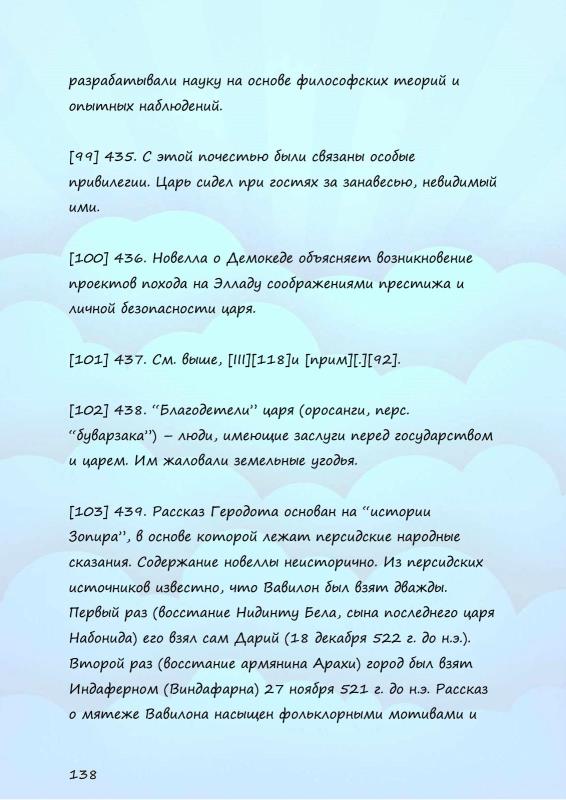 разрабатывали науку на основе философских теорий и
опытных наблюдений.
[99] 435. С этой почестью были связаны особые
привилегии. Царь сидел при гостях за занавесью, невидимый
ими.
[100] 436. Новелла о Демокеде объясняет возникновение
проектов похода на Элладу соображениями престижа и
личной безопасности царя.
[101] 437. См. выше, [III][118]и [прим][.][92].
[102] 438. “Благодетели” царя (оросанги, перс.
“буварзака”) – люди, имеющие заслуги перед государством
и царем. Им жаловали земельные угодья.
[103] 439. Рассказ Геродота основан на “истории
Зопира”, в основе которой лежат персидские народные
сказания. Содержание новеллы неисторично. Из персидских
источников известно, что Вавилон был взят дважды.
Первый раз (восстание Нидинту Бела, сына последнего царя
Набонида) его взял сам Дарий (18 декабря 522 г. до н.э.).
Второй раз (восстание армянина Арахи) город был взят
Индаферном (Виндафарна) 27 ноября 521 г. до н.э. Рассказ
о мятеже Вавилона насыщен фольклорными мотивами и
138